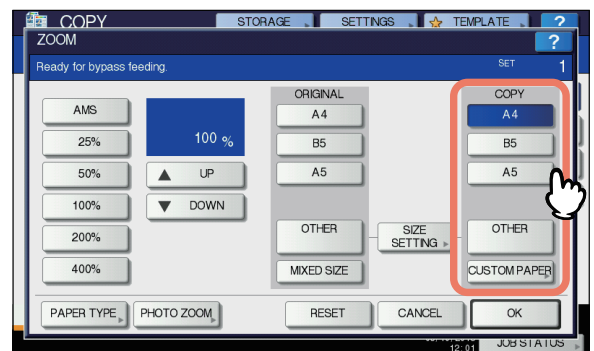 COPY STORAGE SETTINGS TEMPLATE ?
ZOOM ?
Ready for bypass feeding. SET 1
ORIGINAL COPY
AMS A4 A4
25% 100 % B5 B5
50% UP A5 A5
100% DOWN
200% OTHER SIZE SETTING OTHER
400% MIXED SIZE CUSTOM PAPER
PAPER TYPE PHOTO ZOOM RESET CANCEL OK
12:01 JOB STATUS